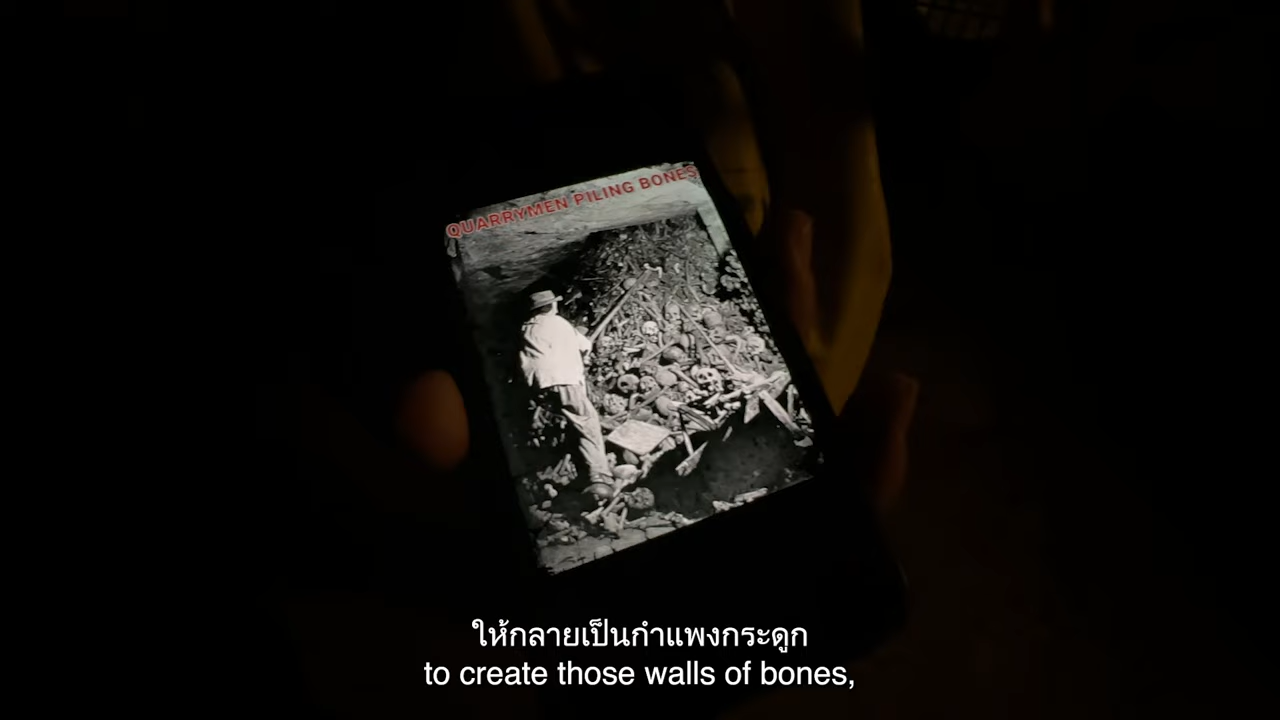 QUARRYMEN PILING BONES
ให้กลายเป็นกำแพงกระดูก
to create those walls of bones,